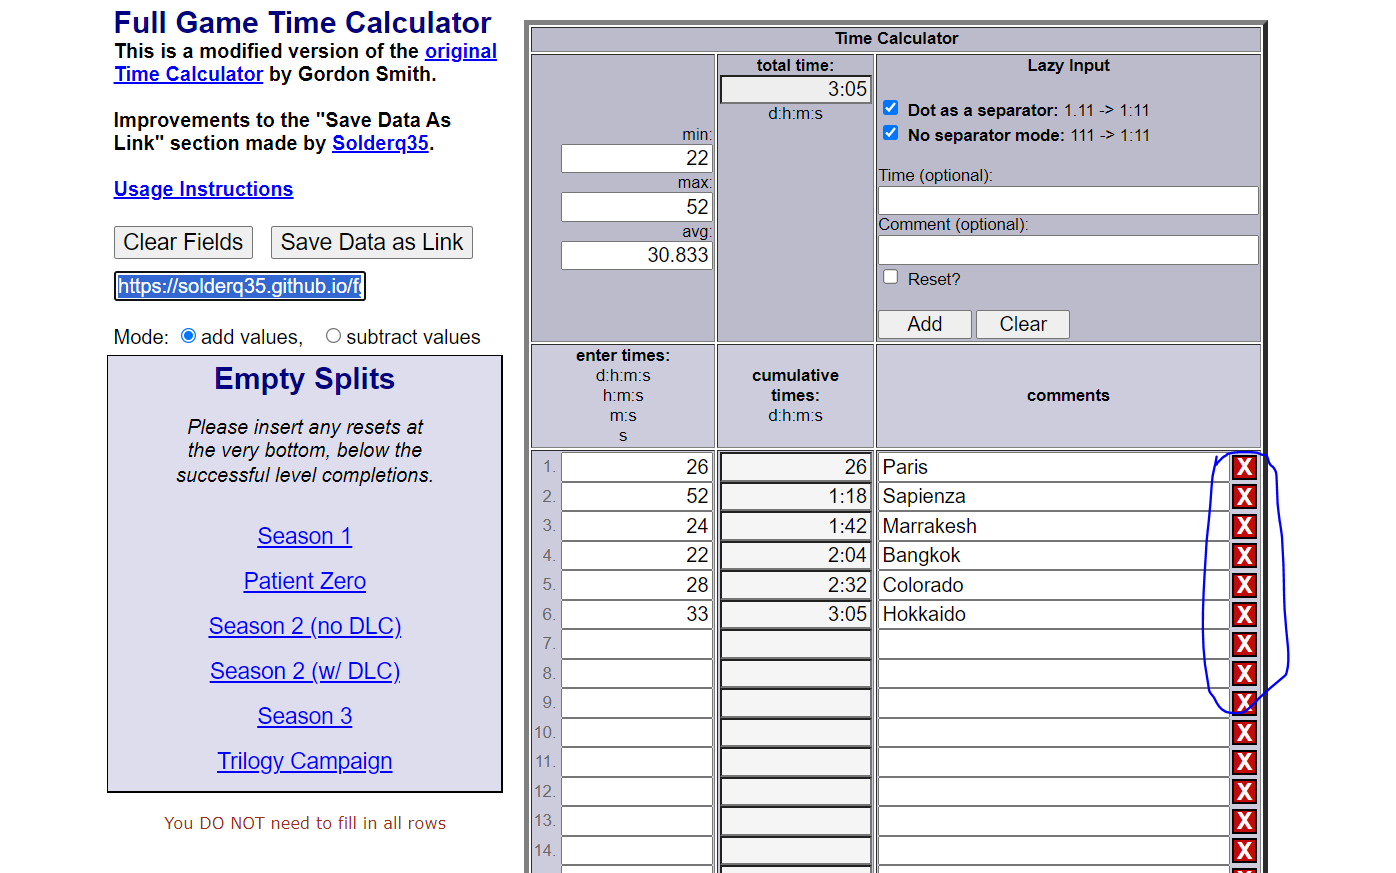 Full Game Time Calculator
This is a modified version of the original
Time Calculator by Gordon Smith.
Improvements to the "Save Data As
Link" section made by Solderq35.
Usage Instructions
Clear Fields
Save Data as Link
https://solderq35.github.io/f
Mode: add values, subtract values
Empty Splits
Please insert any resets at
the very bottom, below the
successful level completions.
Season 1
Patient Zero
Season 2 (no DLC)
Season 2 (w/ DLC)
Season 3
Trilogy Campaign
You DO NOT need to fill in all rows
Time Calculator
min:
22
max:
52
avg:
30.833
total time:
3:05
d:h:m:s
Lazy Input
Dot as a separator: 1.11 -> 1:11
No separator mode: 111 -> 1:11
Time (optional):
Comment (optional):
Reset?
Add Clear
enter times:
d:h:m:s
h:m:s
m:s
s
cumulative
times:
d:h:m:s
comments
1. 26 26 Paris X
2. 52 1:18 Sapienza X
3. 24 1:42 Marrakesh X
4. 22 2:04 Bangkok X
5. 28 2:32 Colorado X
6. 33 3:05 Hokkaido X
7. X
8. X
9. X
10. X
11. X
12. X
13. X
14. X